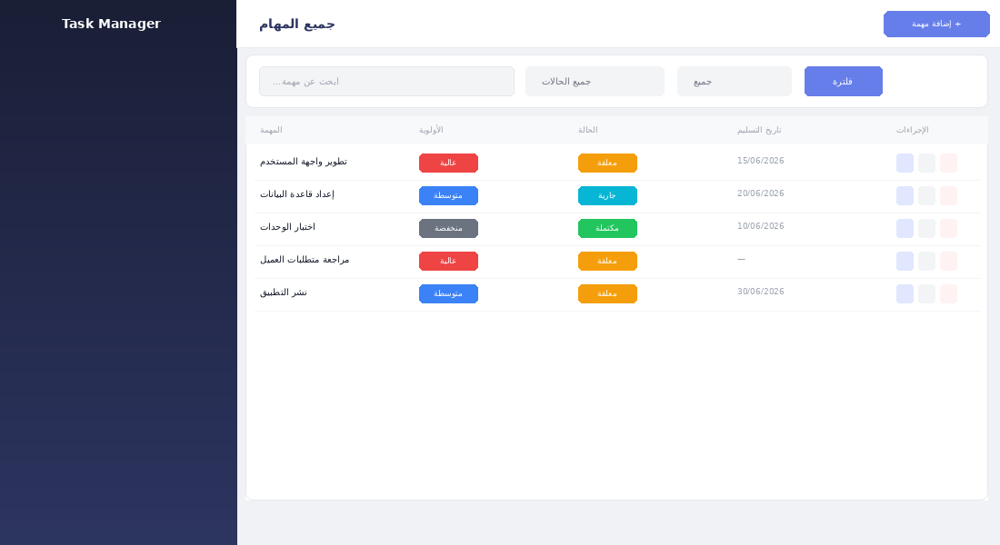 Task Manager
جميع المهام
+ إضافة مهمة
ابحث عن مهمة...
جميع الحالات
جميع
فلترة
المهمة
الأولوية
الحالة
تاريخ التسليم
الإجراءات
تطوير واجهة المستخدم
عالية
معلقة
15/06/2026
إعداد قاعدة البيانات
متوسطة
جارية
20/06/2026
اختبار الوحدات
منخفضة
مكتملة
10/06/2026
مراجعة متطلبات العميل
عالية
معلقة
—
نشر التطبيق
متوسطة
معلقة
30/06/2026